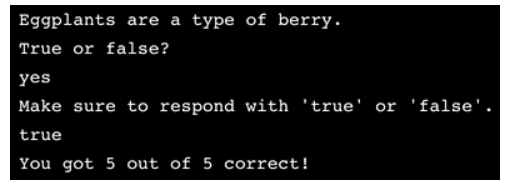 Eggplants are a type of berry.
True or false?
yes
Make sure to respond with 'true' or 'false'.
true
You got 5 out of 5 correct!